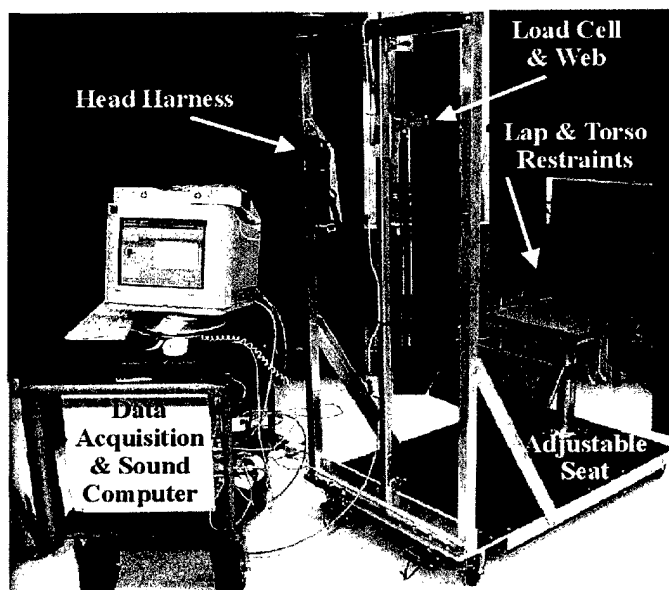 Load Cell
& Web
Head Harness
Lap & Torso
Restraints
Data
Acquisition
& Sound
Computer
Adjustable
Seat